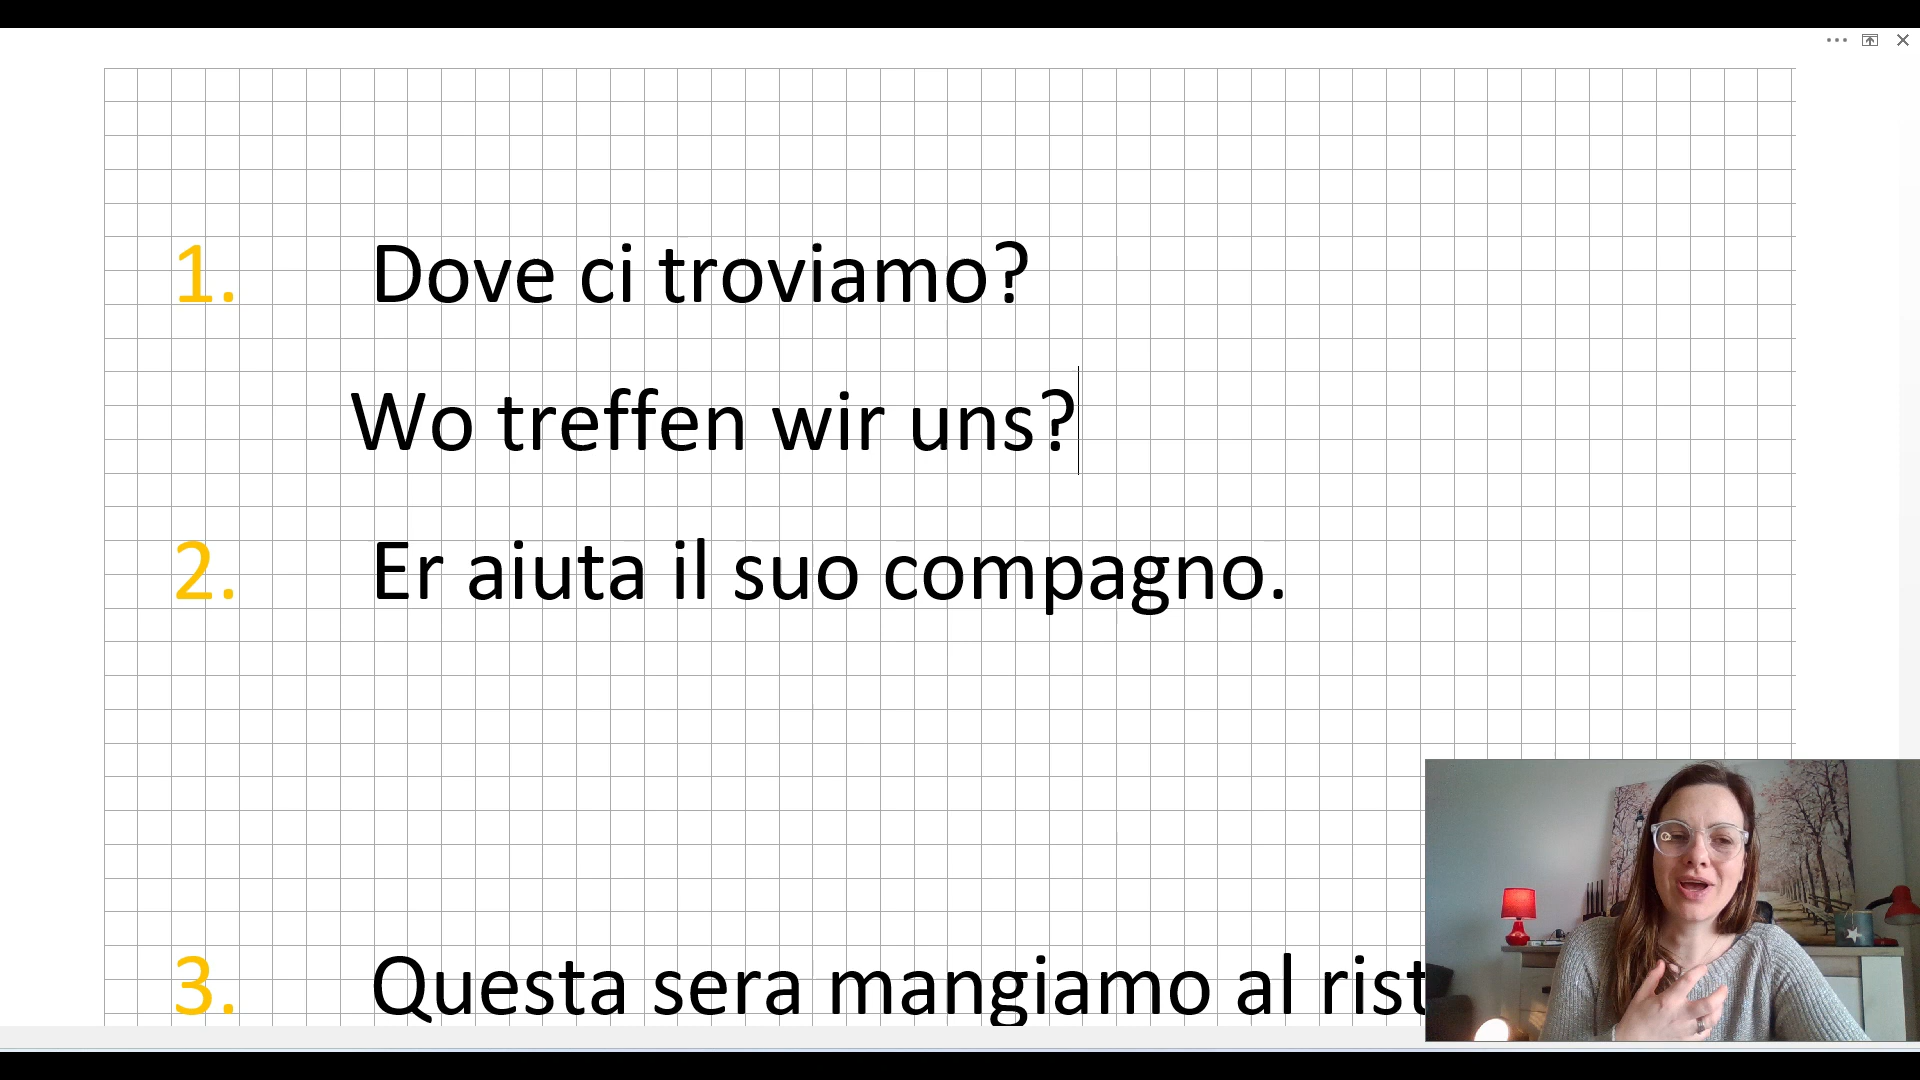 1. Dove ci troviamo?
Wo treffen wir uns?
2. Er aiuta il suo compagno.
3. Questa sera mangiamo al rist